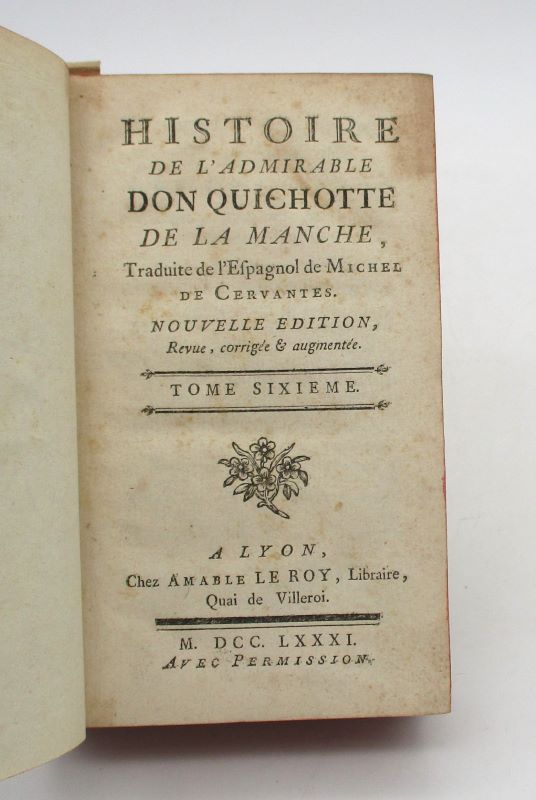 HISTOIRE
DE L'ADMIRABLE
DON QUICHOTTE
DE LA MANCHE,
Traduite de l'Eſpagnol de MICHEL
DE CERVANTES.
NOUVELLE EDITION,
Revue, corrigée & augmentée.
TOME SIXIEME.
A LYON,
Chez AMABLE LE ROY, Libraire,
Quai de Villeroi.
M. DCC. LXXXI.
AVEC PERMISSION.